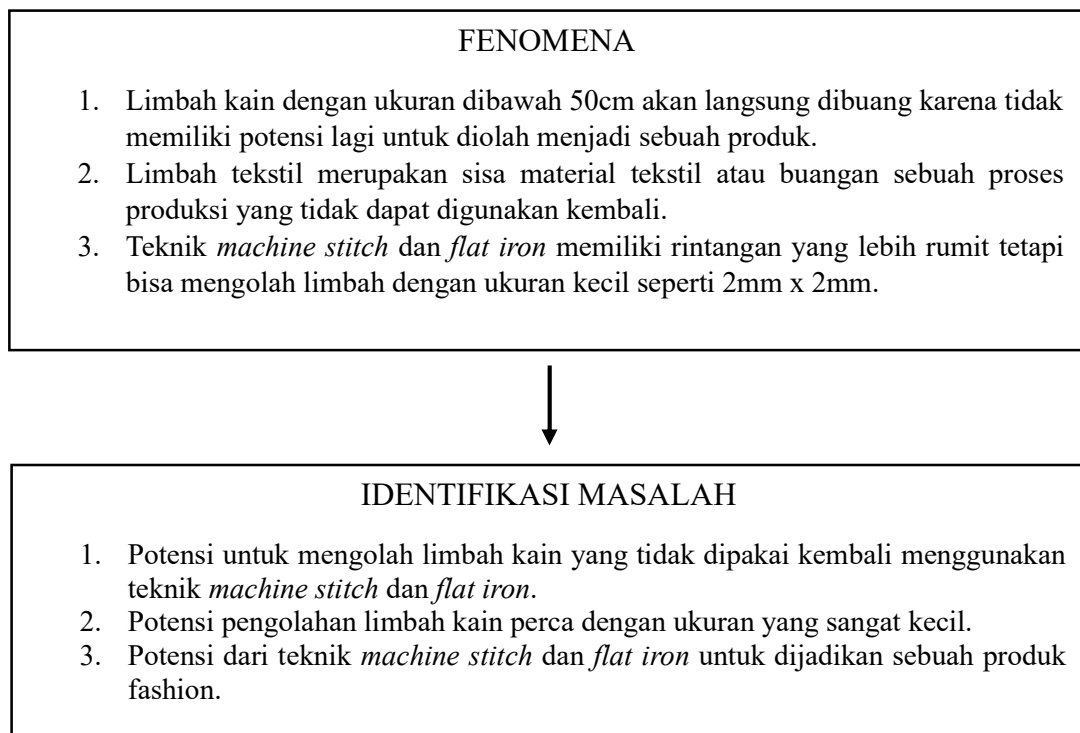 FENOMENA
1. Limbah kain dengan ukuran dibawah 50cm akan langsung dibuang karena tidak
memiliki potensi lagi untuk diolah menjadi sebuah produk.
2. Limbah tekstil merupakan sisa material tekstil atau buangan sebuah proses
produksi yang tidak dapat digunakan kembali.
3. Teknik machine stitch dan flat iron memiliki rintangan yang lebih rumit tetapi
bisa mengolah limbah dengan ukuran kecil seperti 2mm x 2mm.
IDENTIFIKASI MASALAH
1. Potensi untuk mengolah limbah kain yang tidak dipakai kembali menggunakan
teknik machine stitch dan flat iron.
2. Potensi pengolahan limbah kain perca dengan ukuran yang sangat kecil.
3. Potensi dari teknik machine stitch dan flat iron untuk dijadikan sebuah produk
fashion.